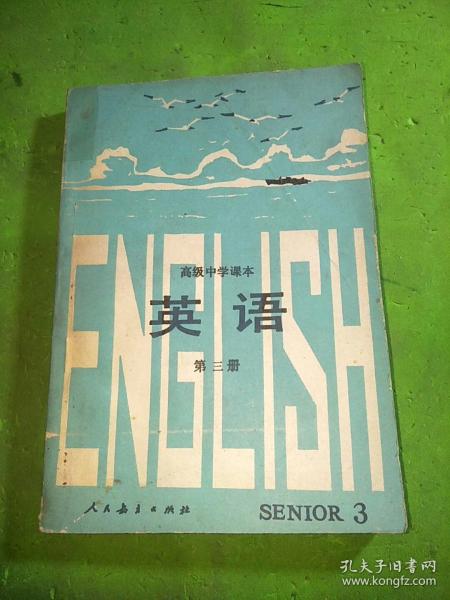 高级中学课本
英语
第三册
ENGLISH
人民教育出版社
SENIOR 3
孔夫子旧书网
www.kongfz.com